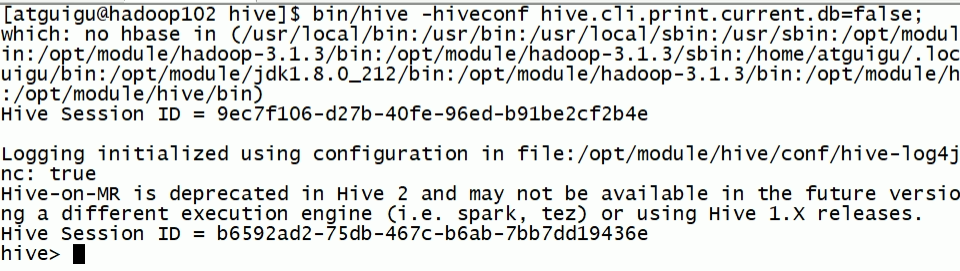 [atguigu@hadoop102 hive]$ bin/hive -hiveconf hive.cli.print.current.db=false;
which: no hbase in (/usr/local/bin:/usr/bin:/usr/local/sbin:/usr/sbin:/opt/modul
in:/opt/module/hadoop-3.1.3/bin:/opt/module/hadoop-3.1.3/sbin:/home/atguigu/.loc
uigu/bin:/opt/module/jdk1.8.0_212/bin:/opt/module/hadoop-3.1.3/bin:/opt/module/h
:/opt/module/hive/bin)
Hive Session ID = 9ec7f106-d27b-40fe-96ed-b91be2cf2b4e
Logging initialized using configuration in file:/opt/module/hive/conf/hive-log4j
nc: true
Hive-on-MR is deprecated in Hive 2 and may not be available in the future versio
ng a different execution engine (i.e. spark, tez) or using Hive 1.X releases.
Hive Session ID = b6592ad2-75db-467c-b6ab-7bb7dd19436e
hive>